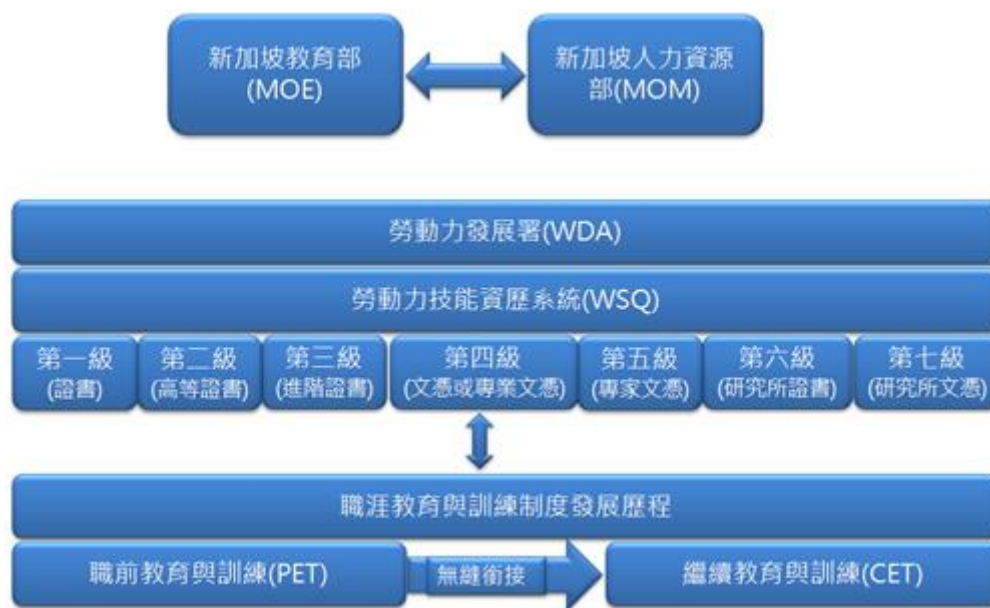 新加坡教育部
(MOE)
新加坡人力資源
部(MOM)
勞動力發展署(WDA)
勞動力技能資歷系統(WSQ)
第一級
(證書)
第二級
(高等證書)
第三級
(進階證書)
第四級
(文憑或專業文憑)
第五級
(專家文憑)
第六級
(研究所證書)
第七級
(研究所文憑)
職涯教育與訓練制度發展歷程
職前教育與訓練(PET)
無縫銜接
繼續教育與訓練(CET)